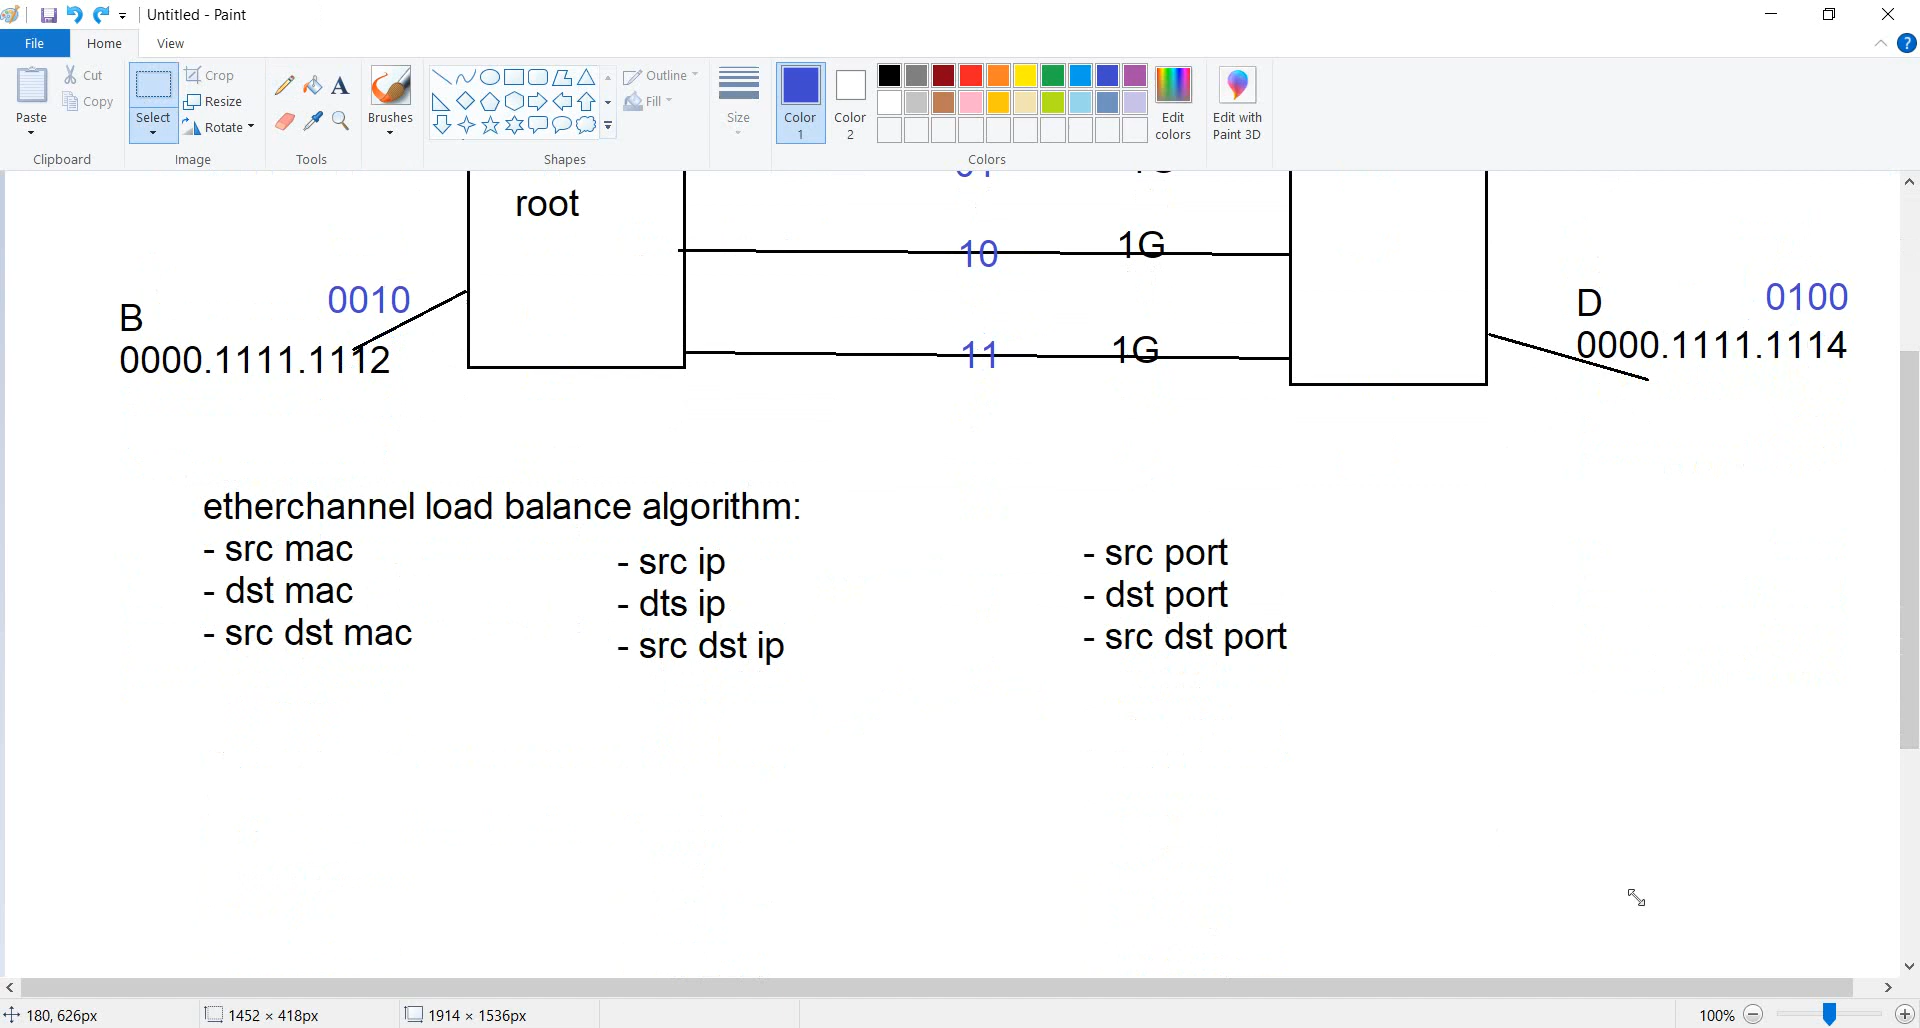 Untitled - Paint
File Home View
Paste
Cut
Copy
Clipboard
Select
Crop
Resize
Rotate
Image
Tools
Brushes
Shapes
Outline
Fill
Size
Color 1
Color 2
Edit colors
Colors
Edit with Paint 3D
root
10 1G
B 0010
0000.1111.1112
11 1G
D 0100
0000.1111.1114
etherchannel load balance algorithm:
- src mac
- dst mac
- src dst mac
- src ip
- dts ip
- src dst ip
- src port
- dst port
- src dst port
180, 626px
1452 × 418px
1914 × 1536px
100%